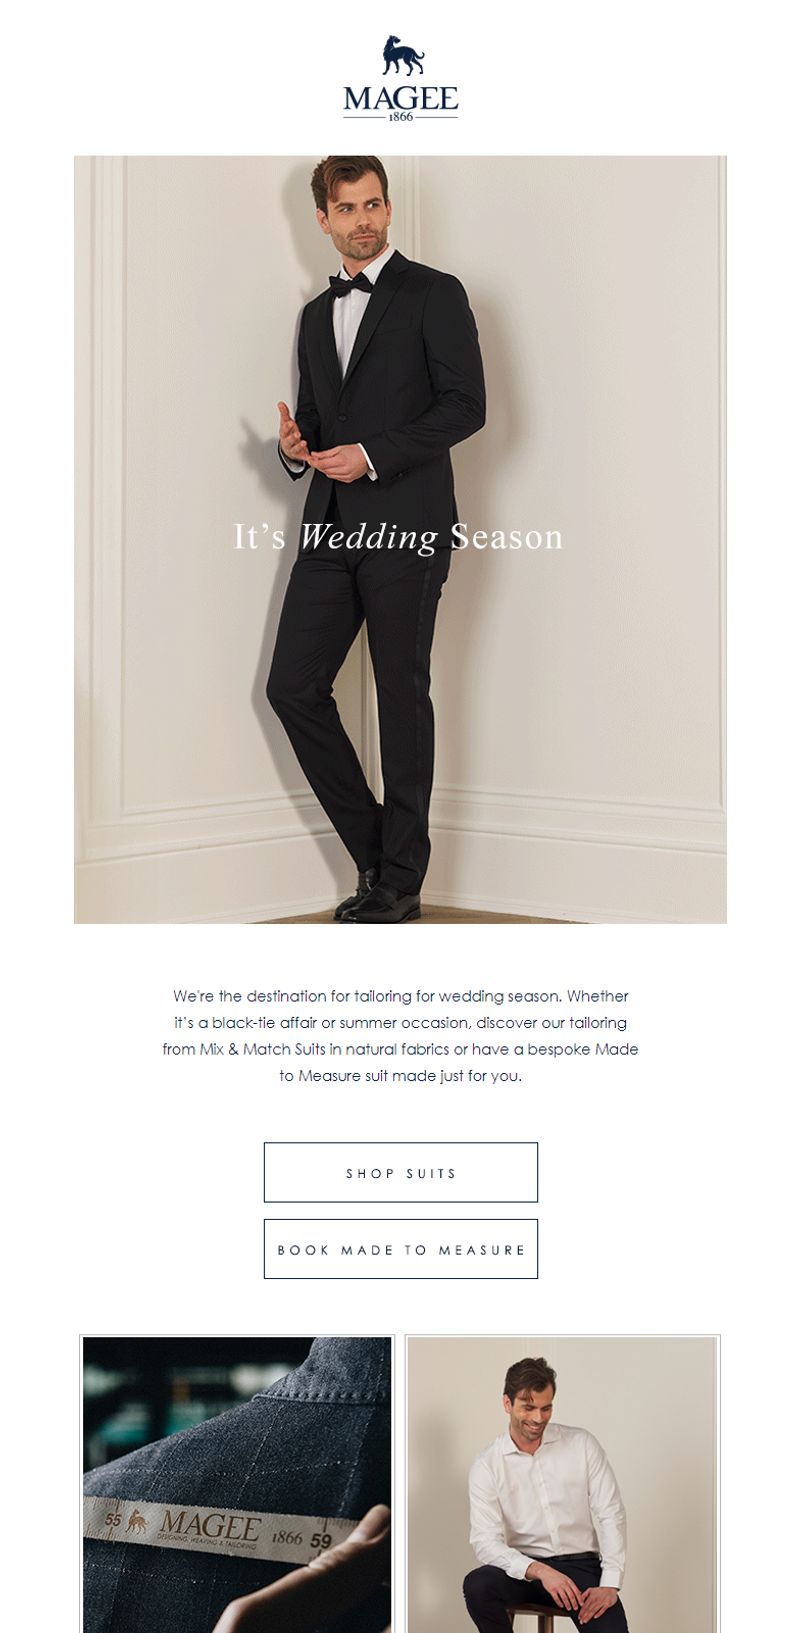 MAGEE
1866
It’s Wedding Season
We're the destination for tailoring for wedding season. Whether
it’s a black-tie affair or summer occasion, discover our tailoring
from Mix & Match Suits in natural fabrics or have a bespoke Made
to Measure suit made just for you.
SHOP SUITS
BOOK MADE TO MEASURE
55 MAGEE 1866 59
DESIGNING, WEAVING & TAILORING